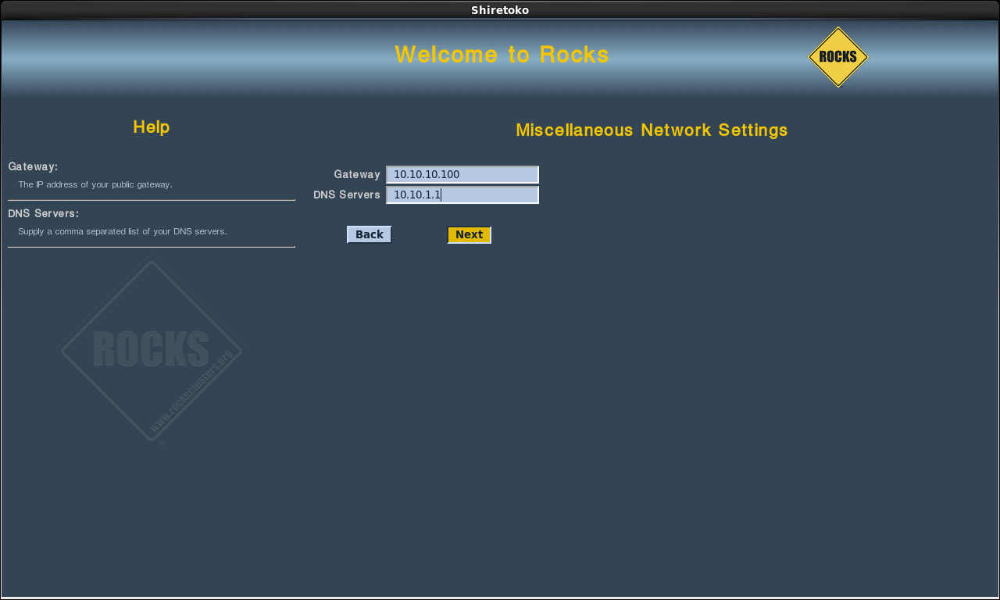 Shiretoko
Welcome to Rocks
ROCKS
Help
Miscellaneous Network Settings
Gateway:
The IP address of your public gateway.
DNS Servers:
Supply a comma separated list of your DNS servers.
Gateway 10.10.10.100
DNS Servers 10.10.1.1
Back Next
ROCKS
www.rocksclusters.org